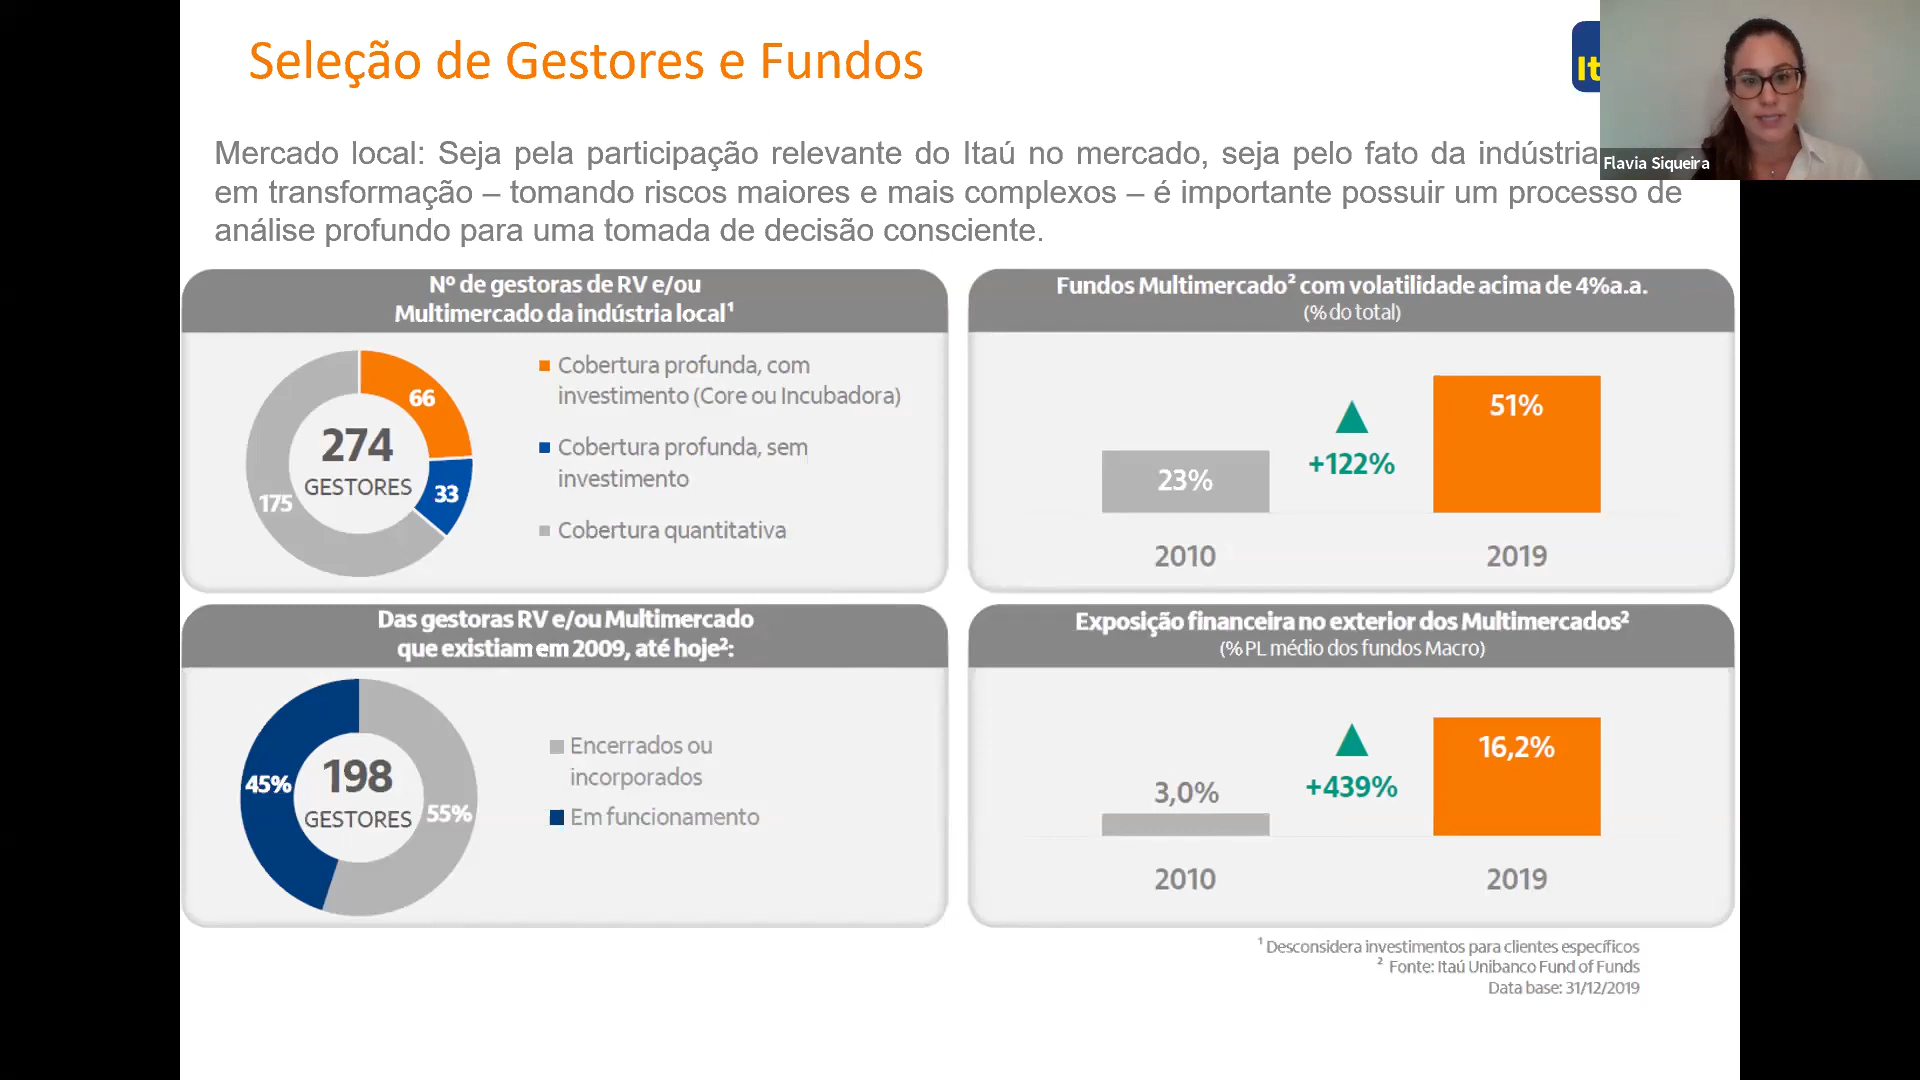 Seleção de Gestores e Fundos
It
Flavia Siqueira
Mercado local: Seja pela participação relevante do Itaú no mercado, seja pelo fato da indústria
em transformação – tomando riscos maiores e mais complexos – é importante possuir um processo de
análise profundo para uma tomada de decisão consciente.
Nº de gestoras de RV e/ou
Multimercado da indústria local¹
66
33
175
274
GESTORES
Cobertura profunda, com
investimento (Core ou Incubadora)
Cobertura profunda, sem
investimento
Cobertura quantitativa
Fundos Multimercado² com volatilidade acima de 4%a.a.
(% do total)
23%
+122%
51%
2010
2019
Das gestoras RV e/ou Multimercado
que existiam em 2009, até hoje²:
45%
198
GESTORES
55%
Encerrados ou
incorporados
Em funcionamento
Exposição financeira no exterior dos Multimercados²
(% PL médio dos fundos Macro)
3,0%
+439%
16,2%
2010
2019
¹ Desconsidera investimentos para clientes específicos
² Fonte: Itaú Unibanco Fund of Funds
Data base: 31/12/2019